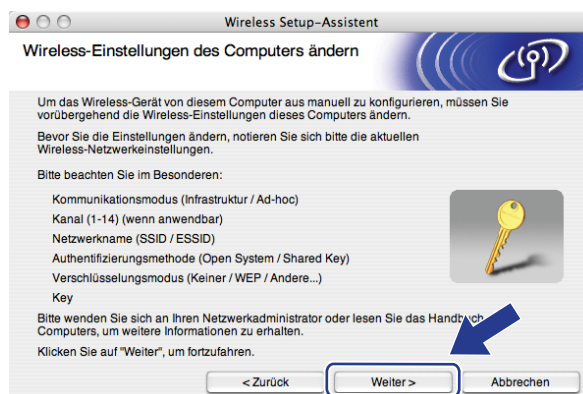 Wireless Setup-Assistent
Wireless-Einstellungen des Computers ändern
Um das Wireless-Gerät von diesem Computer aus manuell zu konfigurieren, müssen Sie
vorübergehend die Wireless-Einstellungen dieses Computers ändern.
Bevor Sie die Einstellungen ändern, notieren Sie sich bitte die aktuellen
Wireless-Netzwerkeinstellungen.
Bitte beachten Sie im Besonderen:
Kommunikationsmodus (Infrastruktur / Ad-hoc)
Kanal (1-14) (wenn anwendbar)
Netzwerkname (SSID / ESSID)
Authentifizierungsmethode (Open System / Shared Key)
Verschlüsselungsmodus (Keiner / WEP / Andere...)
Key
Bitte wenden Sie sich an Ihren Netzwerkadministrator oder lesen Sie das
Computers, um weitere Informationen zu erhalten.
Klicken Sie auf "Weiter", um fortzufahren.
< Zurück
Weiter >
Abbrechen